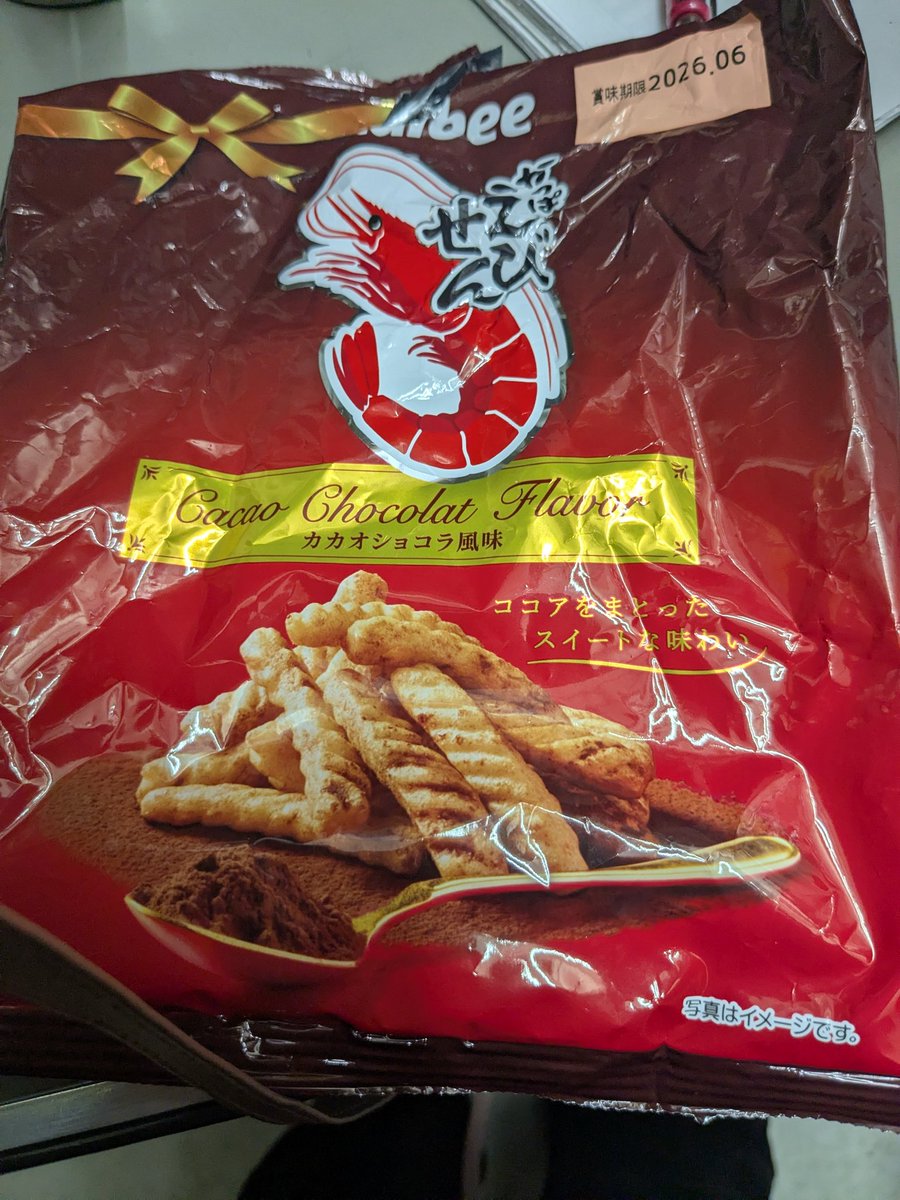 賞味期限2026.06
Calbee
かっぱ
えび
せん
Cacao Chocolat Flavor
カカオショコラ風味
ココアをまとった
スイートな味わい
写真はイメージです。